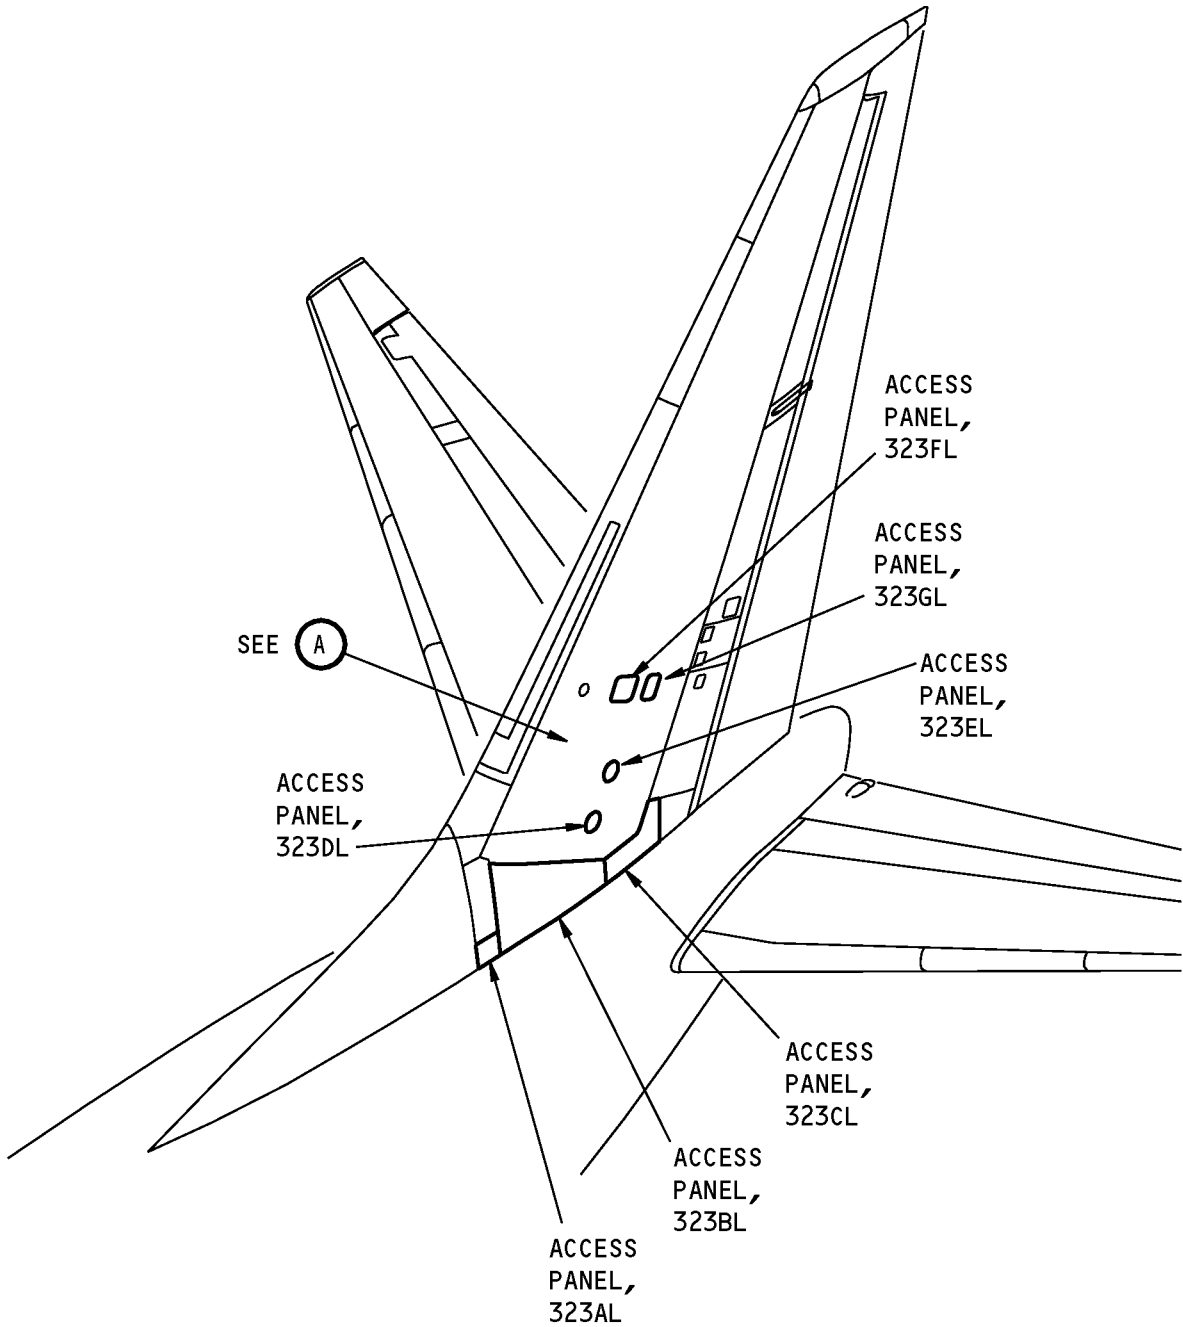 ACCESS
PANEL,
323FL
ACCESS
PANEL,
323GL
SEE A
ACCESS
PANEL,
323EL
ACCESS
PANEL,
323DL
ACCESS
PANEL,
323CL
ACCESS
PANEL,
323BL
ACCESS
PANEL,
323AL